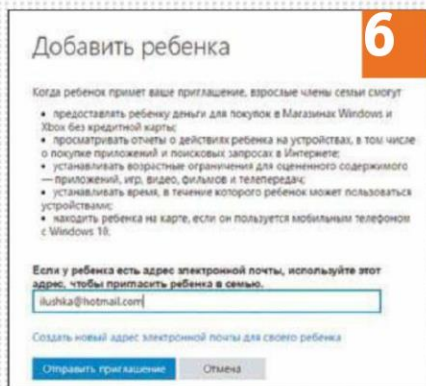 6
Добавить ребенка
Когда ребенок примет ваше приглашение, взрослые члены семьи смогут
• предоставлять ребенку деньги для покупок в Магазинах Windows и
Xbox без кредитной карты;
• просматривать отчеты о действиях ребенка на устройствах, в том числе
о покупке приложений и поисковых запросах в Интернете;
• устанавливать возрастные ограничения для оцененного содержимого
— приложений, игр, видео, фильмов и телепередач;
• устанавливать время, в течение которого ребенок может пользоваться
устройствами;
• находить ребенка на карте, если он пользуется мобильным телефоном
с Windows 10.
Если у ребенка есть адрес электронной почты, используйте этот
адрес, чтобы пригласить ребенка в семью.
ilushka@hotmail.com
Создать новый адрес электронной почты для своего ребенка
Отправить приглашение Отмена